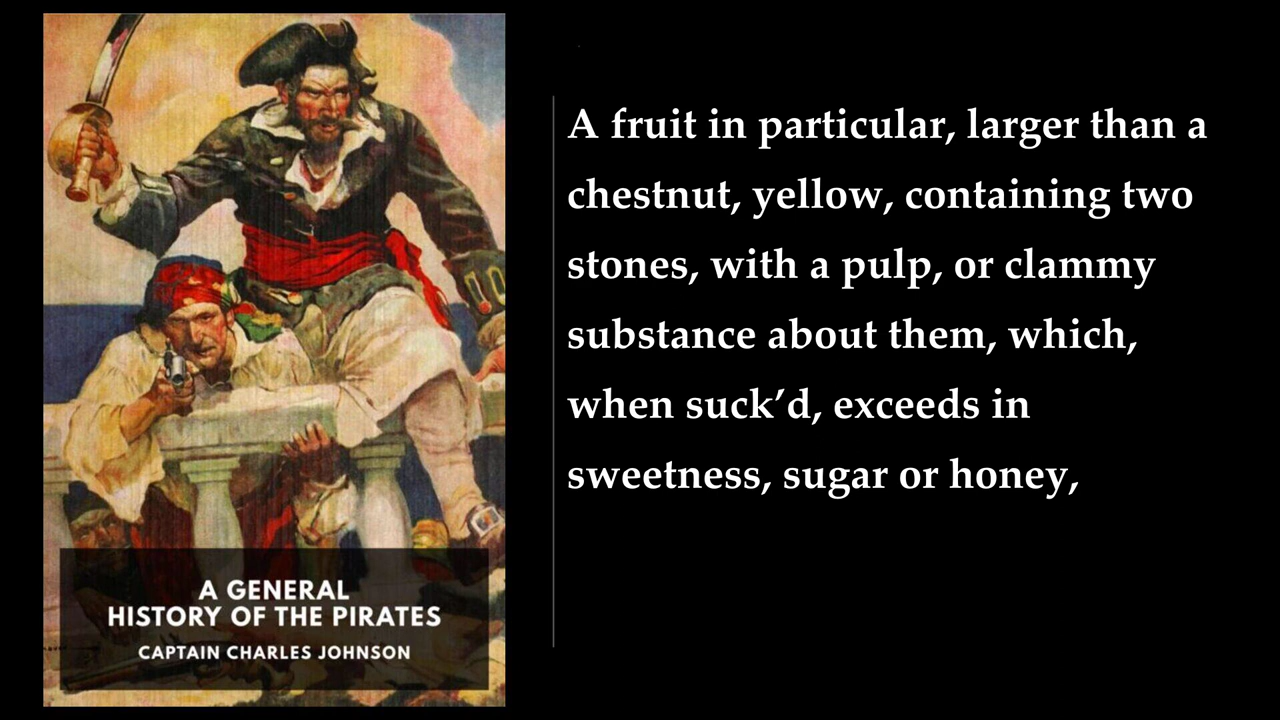 A GENERAL
HISTORY OF THE PIRATES
CAPTAIN CHARLES JOHNSON
A fruit in particular, larger than a
chestnut, yellow, containing two
stones, with a pulp, or clammy
substance about them, which,
when suck’d, exceeds in
sweetness, sugar or honey,